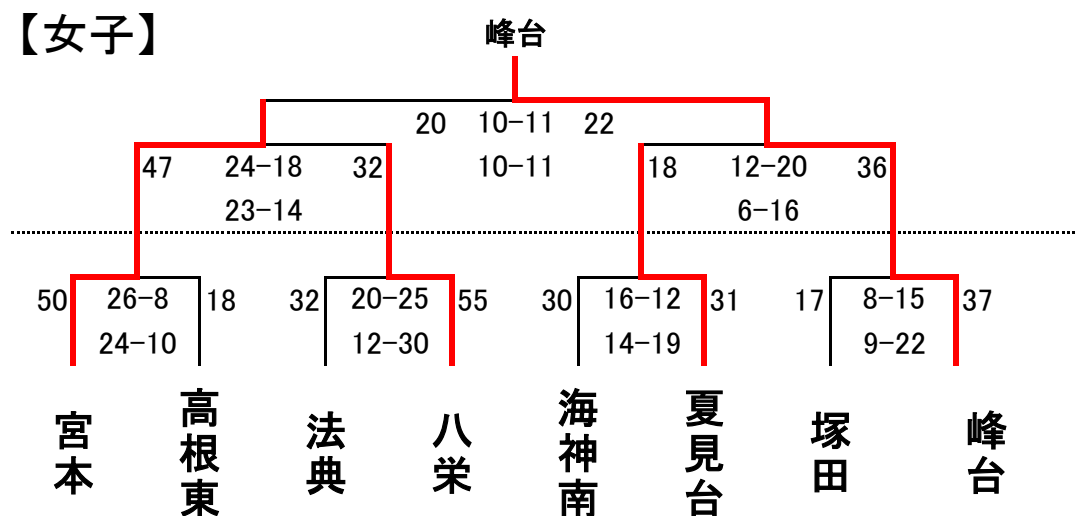 【女子】
峰台
20 10-11 22
10-11
47 24-18 32
23-14
18 12-20 36
6-16
50 26-8 18
24-10
32 20-25 55
12-30
30 16-12 31
14-19
17 8-15 37
9-22
宮本
高根東
法典
八栄
海神南
夏見台
塚田
峰台